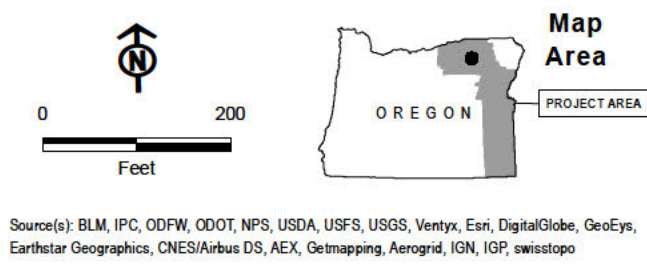 N
0 200
Feet
Map
Area
OREGON
PROJECT AREA
Source(s): BLM, IPC, ODFW, ODOT, NPS, USDA, USFS, USGS, Ventyx, Esri, DigitalGlobe, GeoEys,
Earthstar Geographics, CNES/Airbus DS, AEX, Getmapping, Aerogrid, IGN, IGP, swisstopo